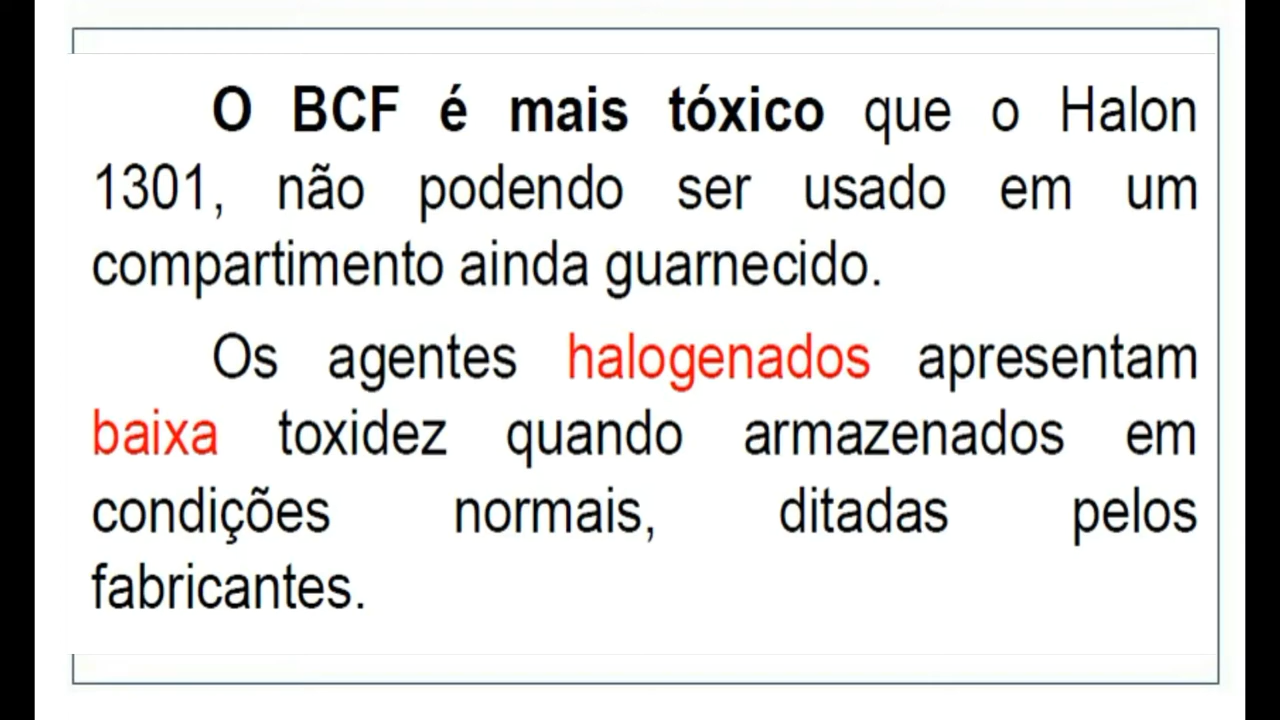 O BCF é mais tóxico que o Halon
1301, não podendo ser usado em um
compartimento ainda guarnecido.
Os agentes halogenados apresentam
baixa toxidez quando armazenados em
condições normais, ditadas pelos
fabricantes.